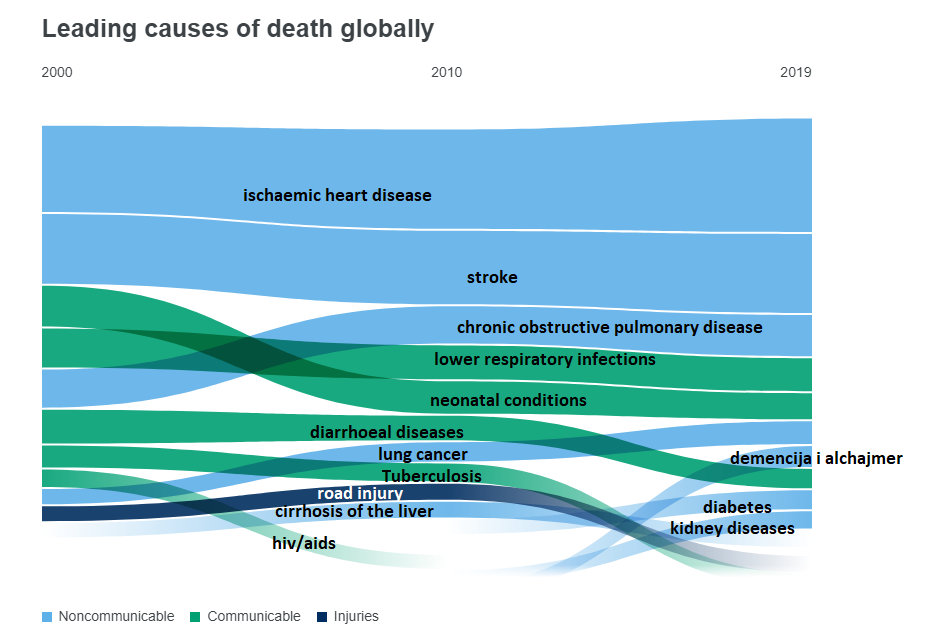 Leading causes of death globally
2000 2010 2019
ischaemic heart disease
stroke
chronic obstructive pulmonary disease
lower respiratory infections
neonatal conditions
diarrhoeal diseases
lung cancer
demencija i alchajmer
Tuberculosis
road injury
diabetes
cirrhosis of the liver
kidney diseases
hiv/aids
Noncommunicable Communicable Injuries